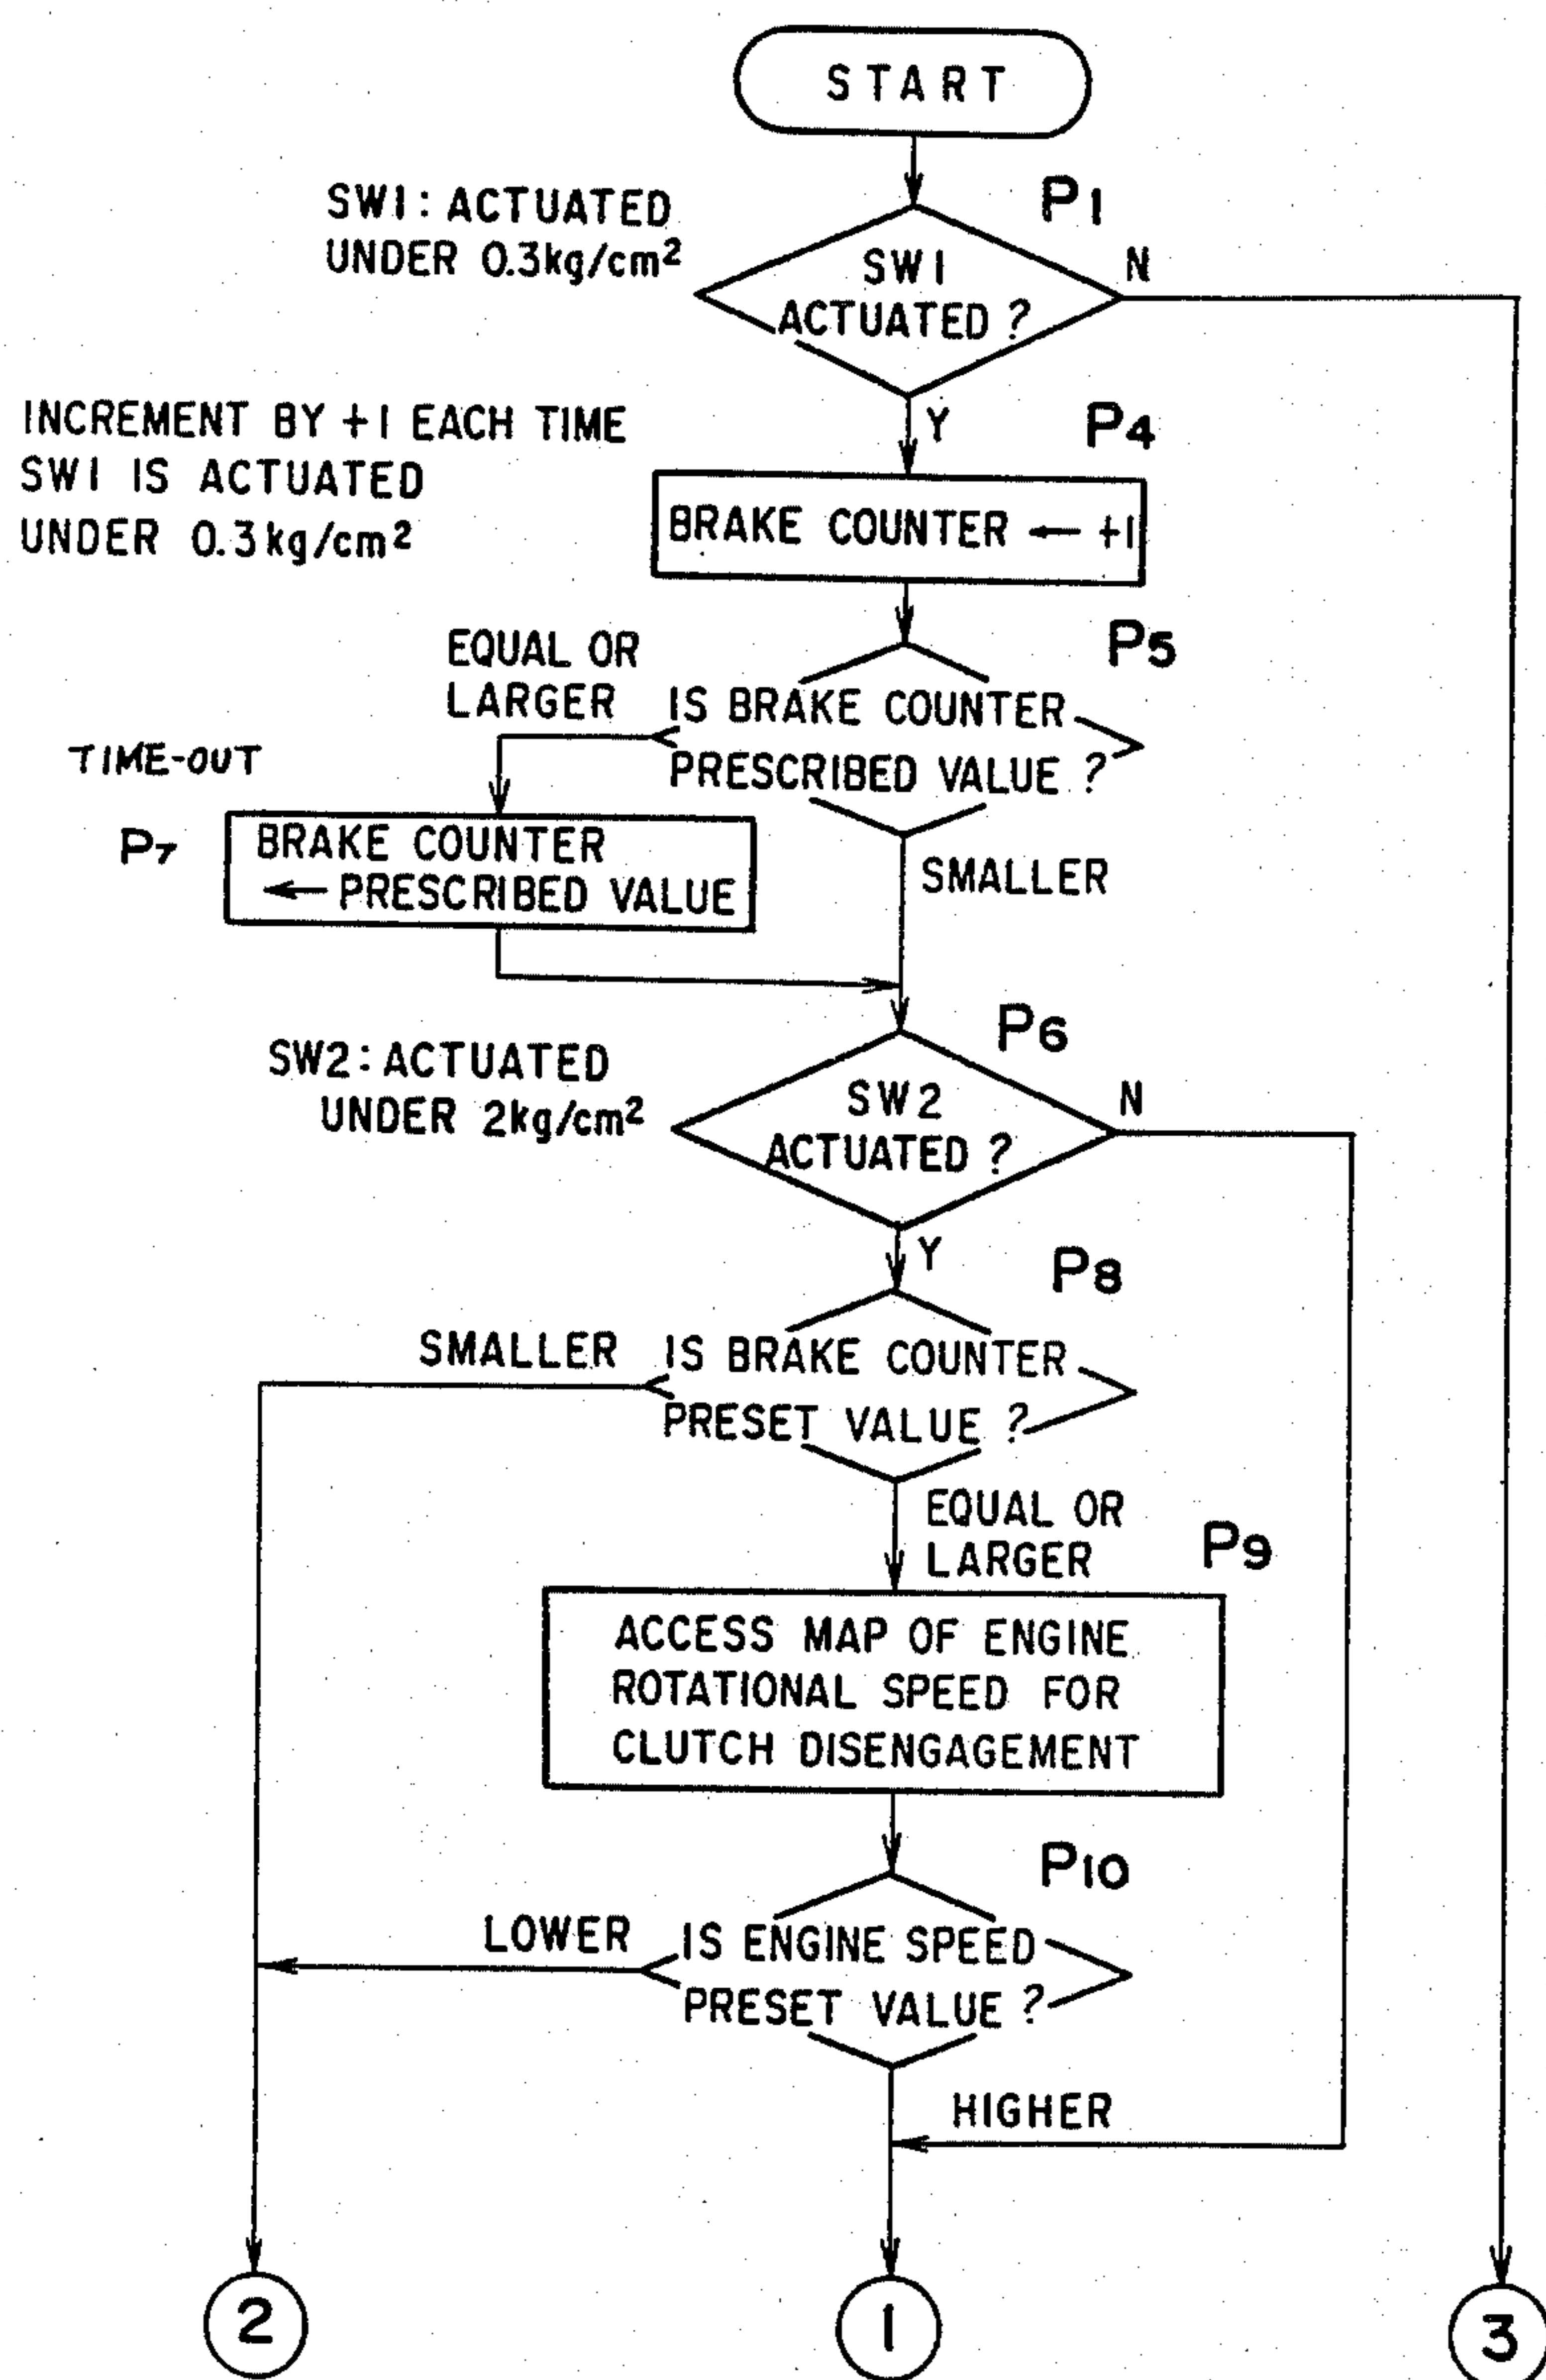 START
SW1: ACTUATED
UNDER 0.3kg/cm²
P1
SW1
ACTUATED ?
N
Y
INCREMENT BY +1 EACH TIME
SW1 IS ACTUATED
UNDER 0.3kg/cm²
P4
BRAKE COUNTER ← +1
P5
EQUAL OR
LARGER
IS BRAKE COUNTER
PRESCRIBED VALUE ?
TIME-OUT
P7
BRAKE COUNTER
← PRESCRIBED VALUE
SMALLER
P6
SW2: ACTUATED
UNDER 2kg/cm²
SW2
ACTUATED ?
N
Y
P8
SMALLER
IS BRAKE COUNTER
PRESET VALUE ?
EQUAL OR
LARGER
P9
ACCESS MAP OF ENGINE
ROTATIONAL SPEED FOR
CLUTCH DISENGAGEMENT
P10
LOWER
IS ENGINE SPEED
PRESET VALUE ?
HIGHER
2
1
3